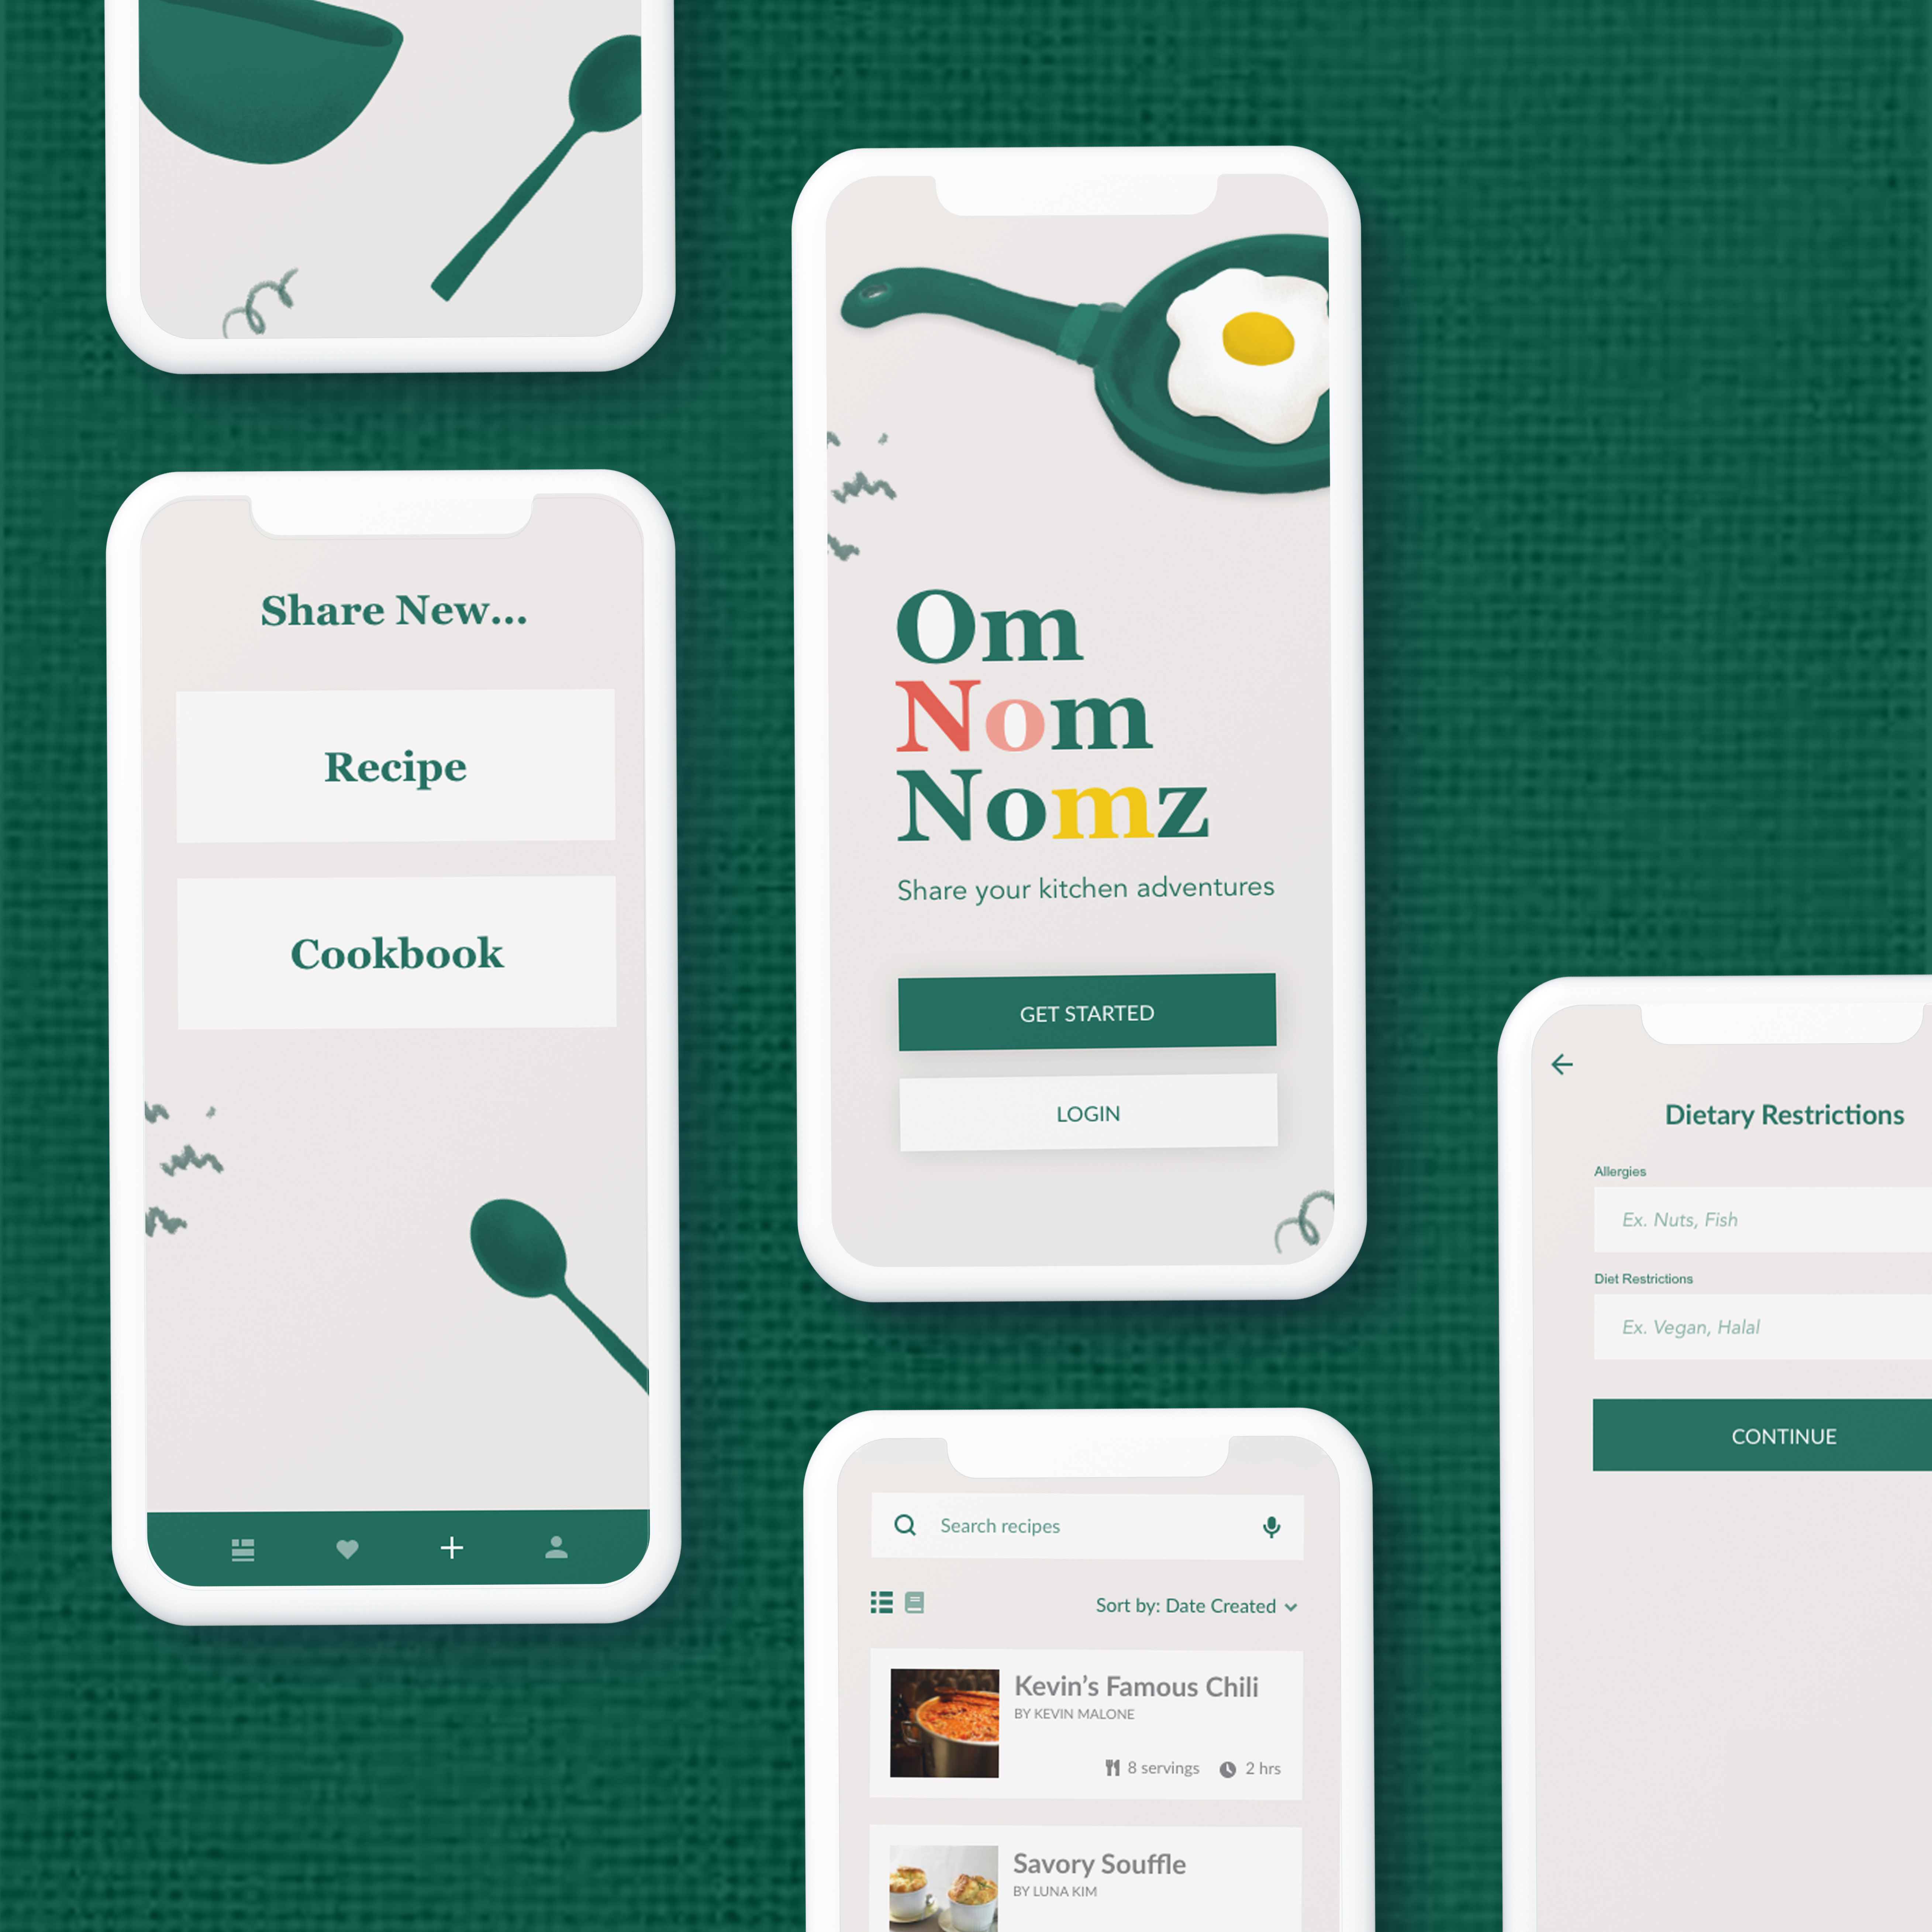 Share New...
Recipe
Cookbook
Om
Nom
Nomz
Share your kitchen adventures
GET STARTED
LOGIN
Search recipes
Sort by: Date Created
Kevin's Famous Chili
BY KEVIN MALONE
8 servings 2 hrs
Savory Souffle
BY LUNA KIM
Dietary Restrictions
Allergies
Ex. Nuts, Fish
Diet Restrictions
Ex. Vegan, Halal
CONTINUE